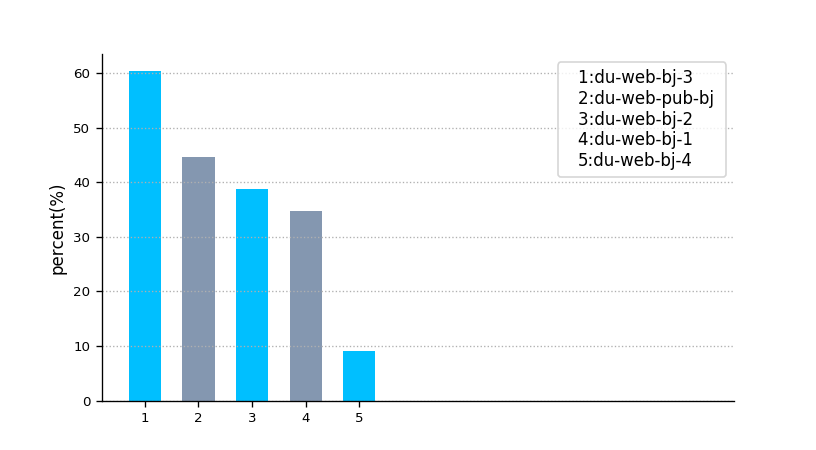 60
50
40
30
20
10
0
percent(%)
1 2 3 4 5
1:du-web-bj-3
2:du-web-pub-bj
3:du-web-bj-2
4:du-web-bj-1
5:du-web-bj-4